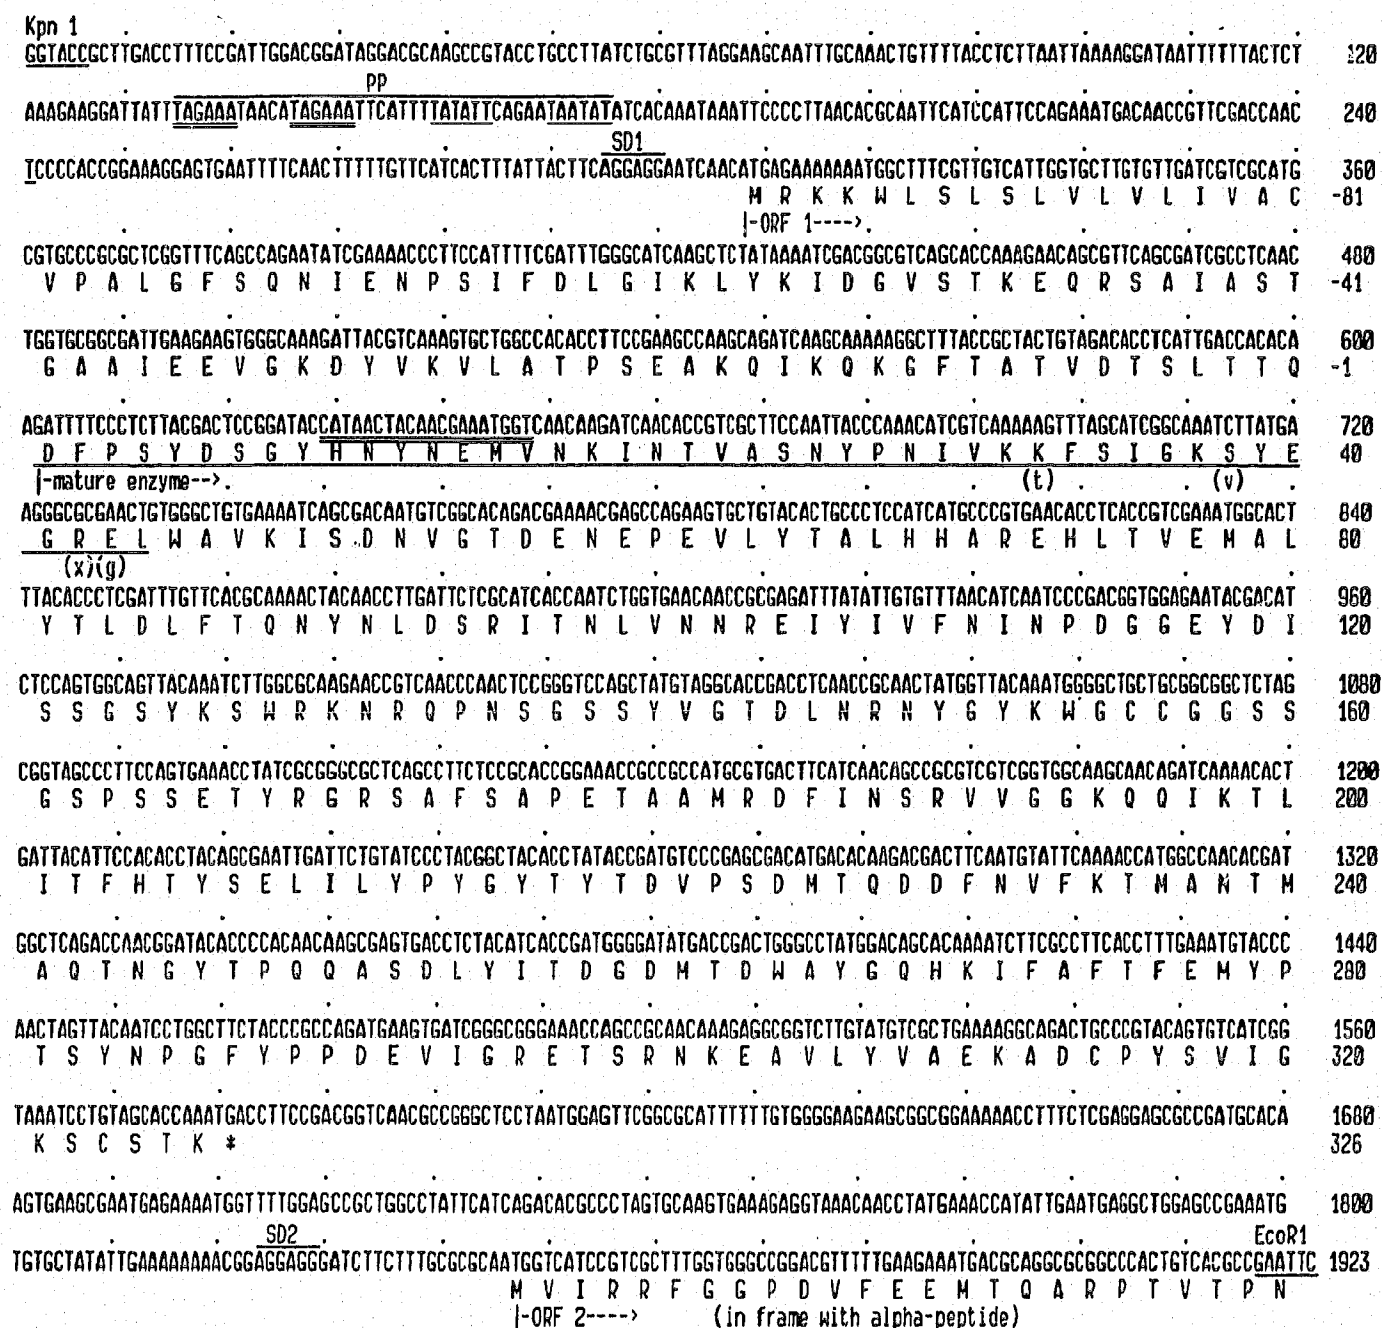 Kpn 1
GGTACCGCTTGACCTTTCCGATTGGACGGATAGGACGCAAGCCGTACCTGCCTTATCTGCGTTTAGGAAGCAATTTGCAAACTGTTTTACCTCTTAATTAAAAGGATAATTTTTTACTCT 120
PP
AAAGAAGGATTATTTTAGAAATAACATAGAAATTCATTTTTATATTCAGAATAATATATCACAAATAAATTCCCCTTAACACGCAATTCATCCATTCCAGAAATGACAACCGTTCGACCAAC 240
SD1
TCCCCACCGGAAAGGAGTGAATTTTCAACTTTTTGTTCATCACTTTATTACTTCAGGAGGAATCAACATGAGAAAAAAATGGCTTTCGTTGTCATTGGTGCTTGTGTTGATCGTCGCATG 360
M R K K W L S L S L V L V L I V A C -81
|-ORF 1---->
CGTGCCCGCGCTCGGTTTCAGCCAGAATATCGAAAACCCTTCCATTTTCGATTTGGGCATCAAGCTCTATAAAATCGACGGCGTCAGCACCAAAGAACAGCGTTCAGCGATCGCCTCAAC 480
V P A L G F S Q N I E N P S I F D L G I K L Y K I D G V S T K E Q R S A I A S T -41
TGGTGCGGCGATTGAAGAAGTGGGCAAAGATTACGTCAAAGTGCTGGCCACACCTTCCGAAGCCAAGCAGATCAAGCAAAAAGGCTTTACCGCTACTGTAGACACCTCATTGACCACACA 600
G A A I E E V G K D Y V K V L A T P S E A K Q I K Q K G F T A T V D T S L T T Q -1
AGATTTTCCCTCTTACGACTCCGGATACCATAACTACAACGAAATGGTCAACAAGATCAACACCGTCGCTTCCAATTACCCAAACATCGTCAAAAAGTTTAGCATCGGCAAATCTTATGA 720
D F P S Y D S G Y H N Y N E M V N K I N T V A S N Y P N I V K K F S I G K S Y E 40
|-mature enzyme--> (t) (v)
AGGGCGCGAACTGTGGGCTGTGAAAATCAGCGACAATGTCGGCACAGACGAAAACGAGCCAGAAGTGCTGTACACTGCCCTCCATCATGCCCGTGAACACCTCACCGTCGAAATGGCACT 840
G R E L W A V K I S D N V G T D E N E P E V L Y T A L H H A R E H L T V E M A L 80
(x)(g)
TTACACCCTCGATTTGTTCACGCAAAACTACAACCTTGATTCTCGCATCACCAATCTGGTGAACAACCGCGAGATTTATATTGTGTTTAACATCAATCCCGACGGTGGAGAATACGACAT 960
Y T L D L F T Q N Y N L D S R I T N L V N N R E I Y I V F N I N P D G G E Y D I 120
CTCCAGTGGCAGTTACAAATCTTGGCGCAAGAACCGTCAACCCAACTCCGGGTCCAGCTATGTAGGCACCGACCTCAACCGCAACTATGGTTACAAATGGGGCTGCTGCGGCGGCTCTAG 1080
S S G S Y K S W R K N R Q P N S G S S Y V G T D L N R N Y G Y K W G C C G G S S 160
CGGTAGCCCTTCCAGTGAAACCTATCGCGGGCGCTCAGCCTTCTCCGCACCGGAAACCGCCGCCATGCGTGACTTCATCAACAGCCGCGTCGTCGGTGGCAAGCAACAGATCAAAACACT 1200
G S P S S E T Y R G R S A F S A P E T A A M R D F I N S R V V G G K Q Q I K T L 200
GATTACATTCCACACCTACAGCGAATTGATTCTGTATCCCTACGGCTACACCTATACCGATGTCCCGAGCGACATGACACAAGACGACTTCAATGTATTCAAAACCATGGCCAACACGAT 1320
I T F H T Y S E L I L Y P Y G Y T Y T D V P S D M T Q D D F N V F K T M A N T M 240
GGCTCAGACCAACGGATACACCCCACAACAAGCGAGTGACCTCTACATCACCGATGGGGATATGACCGACTGGGCCTATGGACAGCACAAAATCTTCGCCTTCACCTTTGAAATGTACCC 1440
A Q T N G Y T P Q Q A S D L Y I T D G D M T D W A Y G Q H K I F A F T F E M Y P 280
AACTAGTTACAATCCTGGCTTCTACCCGCCAGATGAAGTGATCGGGCGGGAAACCAGCCGCAACAAAGAGGCGGTCTTGTATGTCGCTGAAAAGGCAGACTGCCCGTACAGTGTCATCGG 1560
T S Y N P G F Y P P D E V I G R E T S R N K E A V L Y V A E K A D C P Y S V I G 320
TAAATCCTGTAGCACCAAATGACCTTCCGACGGTCAACGCCGGGCTCCTAATGGAGTTCGGCGCATTTTTTGTGGGGAAGAAGCGGCGGAAAAACCTTTCTCGAGGAGCGCCGATGCACA 1680
K S C S T K * 326
AGTGAAGCGAATGAGAAAATGGTTTTGGAGCCGCTGGCCTATTCATCAGACACGCCCTAGTGCAAGTGAAAGAGGTAAACAACCTATGAAACCATATTGAATGAGGCTGGAGCCGAAATG 1800
SD2 EcoR1
TGTGCTATATTGAAAAAAAAACGGAGGAGGGATCTTCTTTGCGCGCAATGGTCATCCGTCGCTTTGGTGGGCCGGACGTTTTTGAAGAAATGACGCAGGCGCGGCCCACTGTCACGCCGAATTC 1923
M V I R R F G G P D V F E E M T Q A R P T V T P N
|-ORF 2----> (in frame with alpha-peptide)